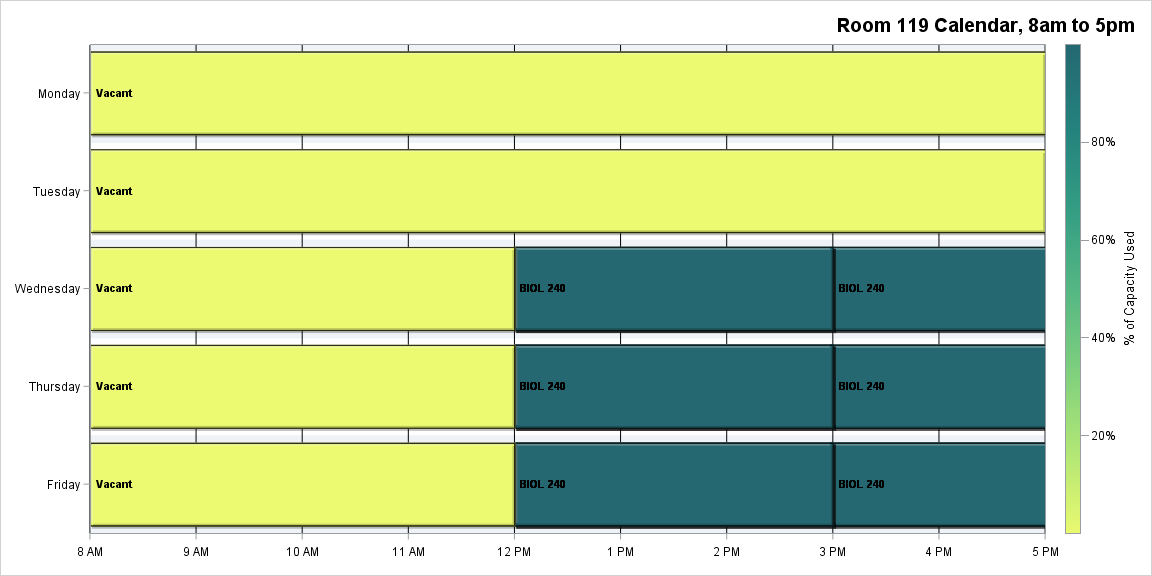 Room 119 Calendar, 8am to 5pm
Monday
Vacant
Tuesday
Vacant
Wednesday
Vacant
BIOL 240
BIOL 240
Thursday
Vacant
BIOL 240
BIOL 240
Friday
Vacant
BIOL 240
BIOL 240
8 AM
9 AM
10 AM
11 AM
12 PM
1 PM
2 PM
3 PM
4 PM
5 PM
80%
60%
40%
20%
% of Capacity Used